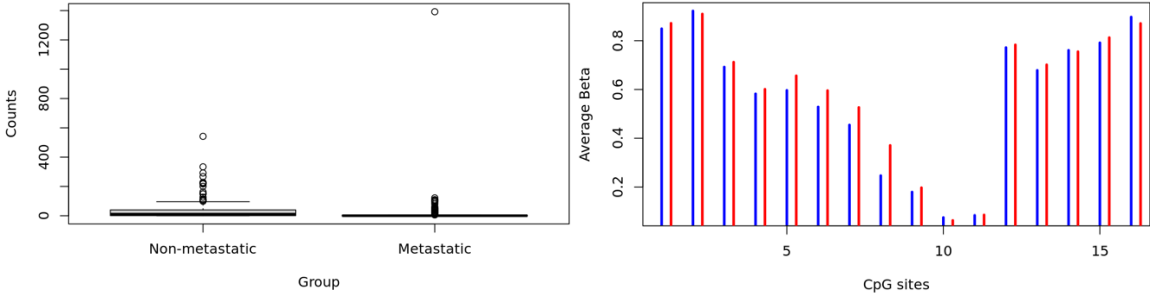 Counts
1200
800
400
0
Non-metastatic Metastatic
Group
Average Beta
0.8
0.6
0.4
0.2
5 10 15
CpG sites